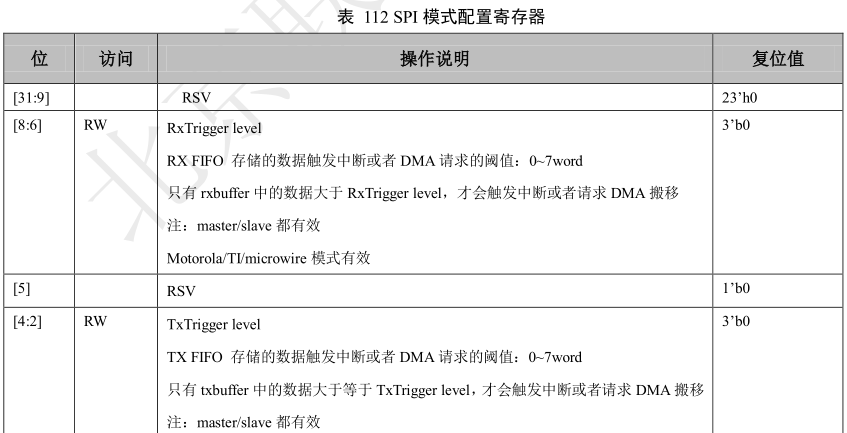 表 112 SPI 模式配置寄存器
位 访问 操作说明 复位值
[31:9] RSV 23’h0
[8:6] RW RxTrigger level 3’b0
RX FIFO 存储的数据触发中断或者 DMA 请求的阈值：0~7word
只有 rxbuffer 中的数据大于 RxTrigger level，才会触发中断或者请求 DMA 搬移
注：master/slave 都有效
Motorola/TI/microwire 模式有效
[5] RSV 1’b0
[4:2] RW TxTrigger level 3’b0
TX FIFO 存储的数据触发中断或者 DMA 请求的阈值：0~7word
只有 txbuffer 中的数据大于等于 TxTrigger level，才会触发中断或者请求 DMA 搬移
注：master/slave 都有效
北京联